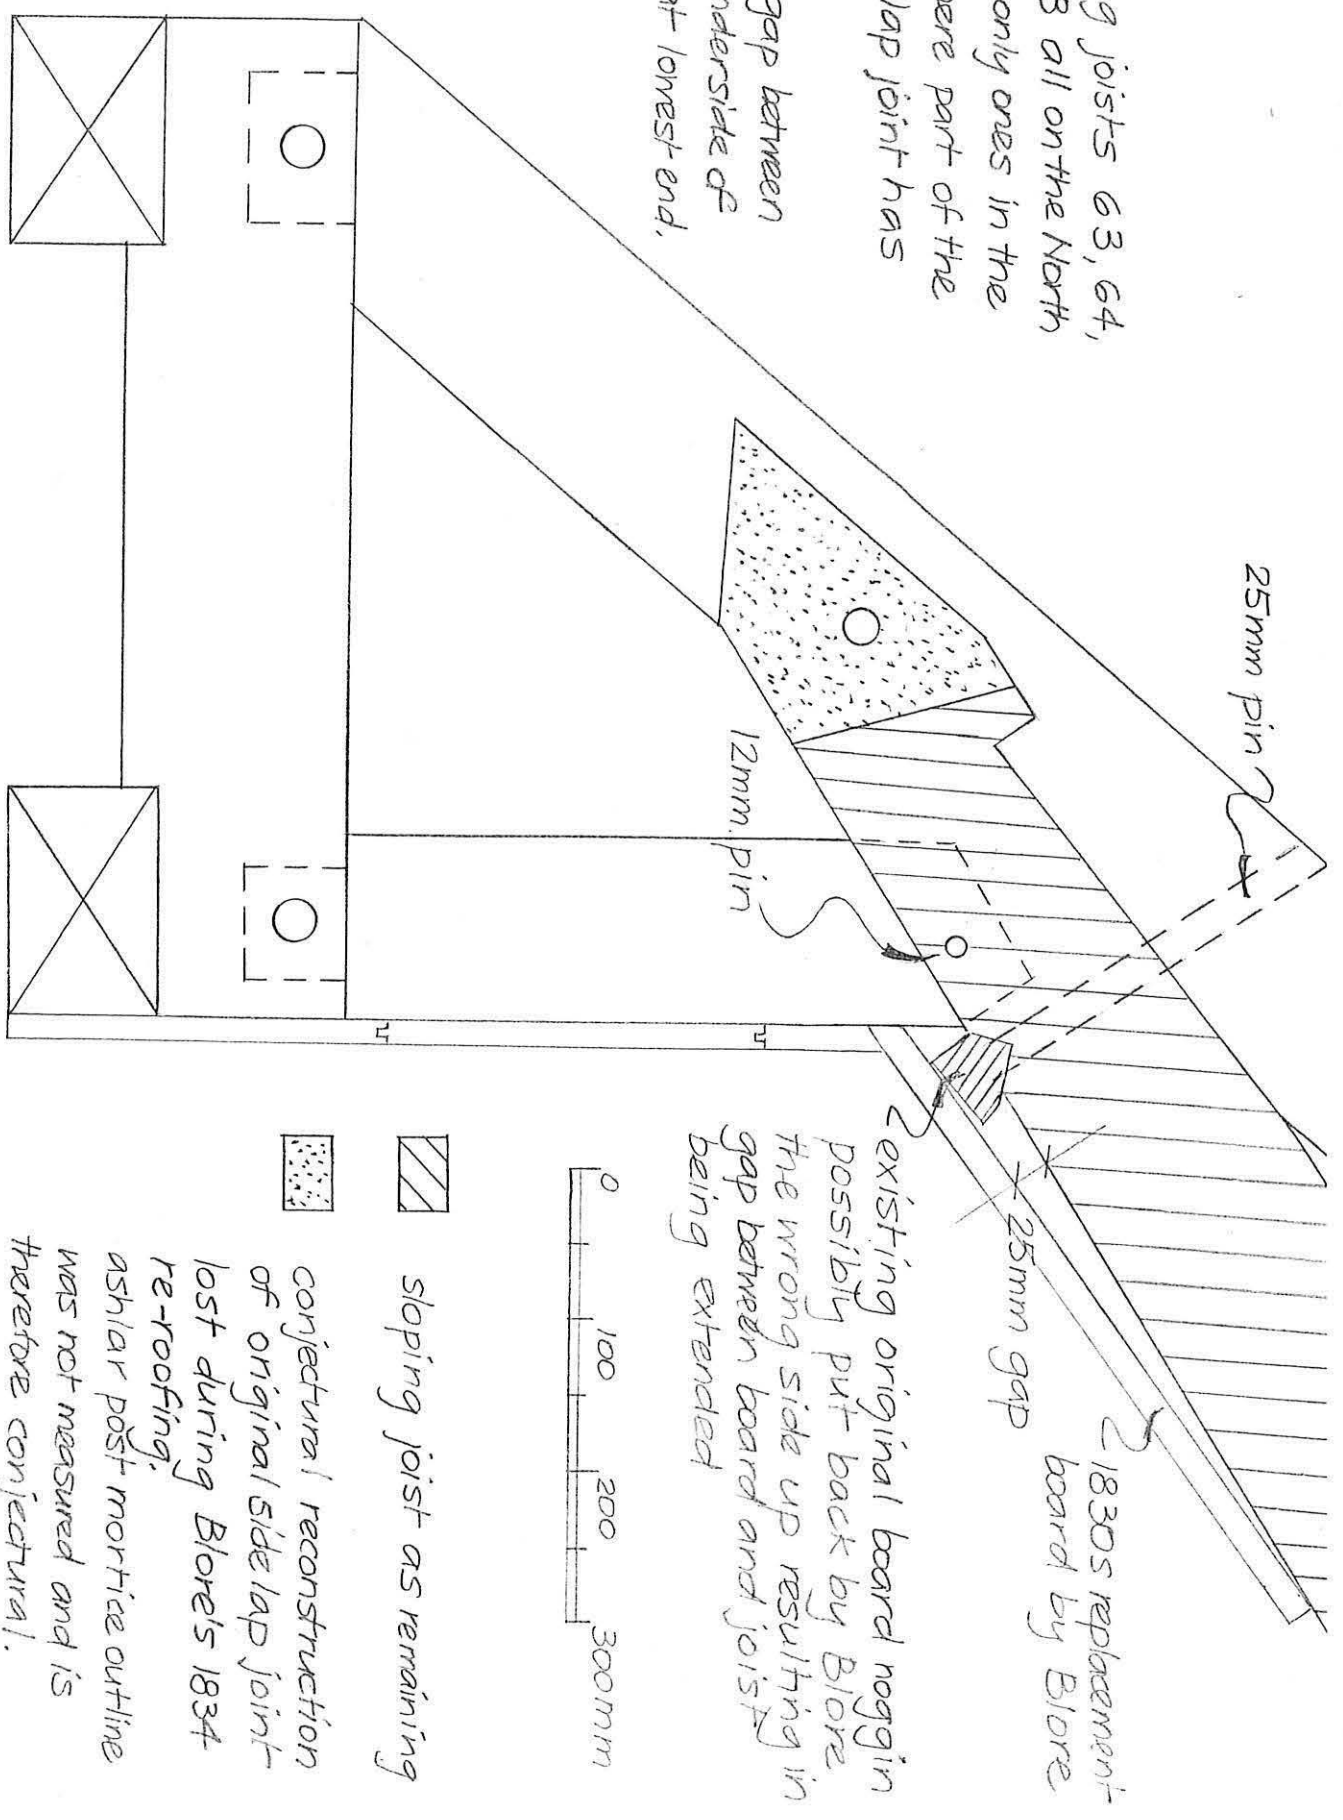 g joists 63, 64,
8 all on the North
only ones in the
here part of the
lap joint has
gap between
nderside of
at lowest end.
25mm pin
12mm.pin
25mm gap
1830s replacement
board by Blore
existing original board noggin
possibly put back by Blore
the wrong side up resulting in
gap between board and joist
being extended
0 100 200 300mm
sloping joist as remaining
conjectural reconstruction
of original side lap joint
lost during Blore's 1834
re-roofing.
ashlar post mortice outline
was not measured and is
therefore conjectural.